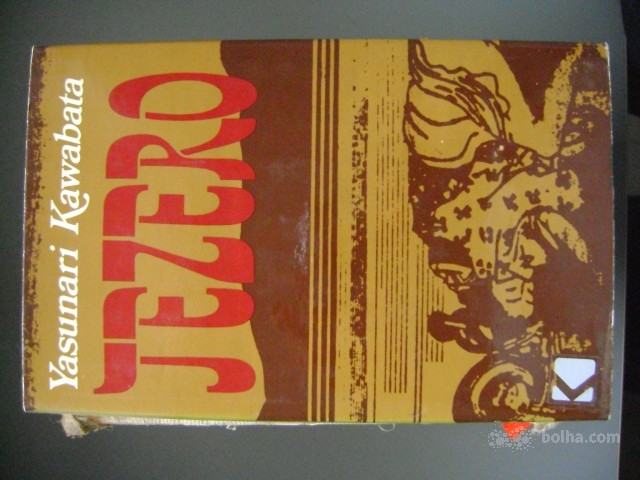 Yasunari Kawabata
JEZERO
K
bolha.com